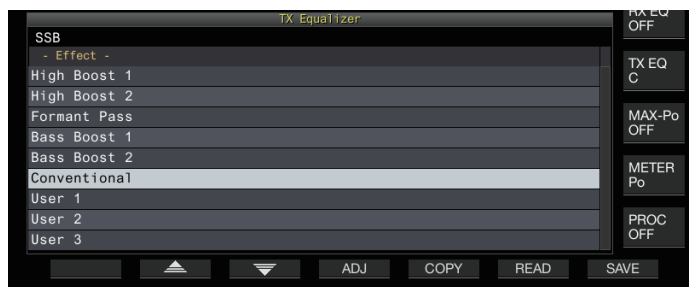 TX Equalizer
SSB
- Effect -
High Boost 1
High Boost 2
Formant Pass
Bass Boost 1
Bass Boost 2
Conventional
User 1
User 2
User 3
RX EQ
OFF
TX EQ
C
MAX-Po
OFF
METER
Po
PROC
OFF
ADJ COPY READ SAVE